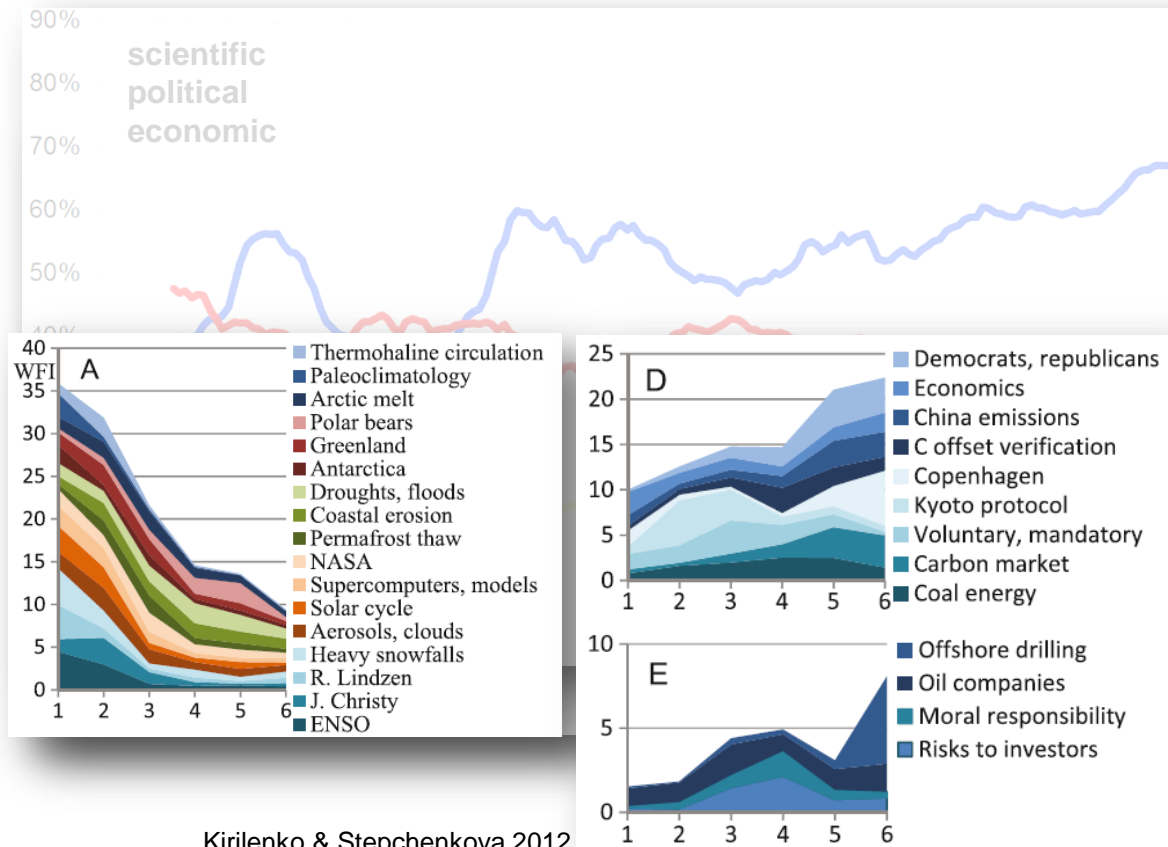 90%
scientific
80%
political
economic
70%
60%
50%
40%
40
WFI
A
35
30
25
20
15
10
5
0
1 2 3 4 5 6
Thermohaline circulation
Paleoclimatology
Arctic melt
Polar bears
Greenland
Antarctica
Droughts, floods
Coastal erosion
Permafrost thaw
NASA
Supercomputers, models
Solar cycle
Aerosols, clouds
Heavy snowfalls
R. Lindzen
J. Christy
ENSO
25
D
20
15
10
5
0
1 2 3 4 5 6
Democrats, republicans
Economics
China emissions
C offset verification
Copenhagen
Kyoto protocol
Voluntary, mandatory
Carbon market
Coal energy
10
E
5
0
1 2 3 4 5 6
Offshore drilling
Oil companies
Moral responsibility
Risks to investors
Kirilenko & Stepchenkova 2012